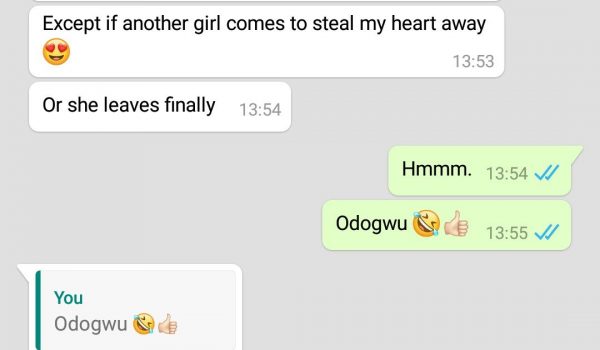 Except if another girl comes to steal my heart away
😍
13:53
Or she leaves finally 13:54
Hmmm. 13:54
Odogwu 🤣👍🏻 13:55
You
Odogwu 🤣👍🏻